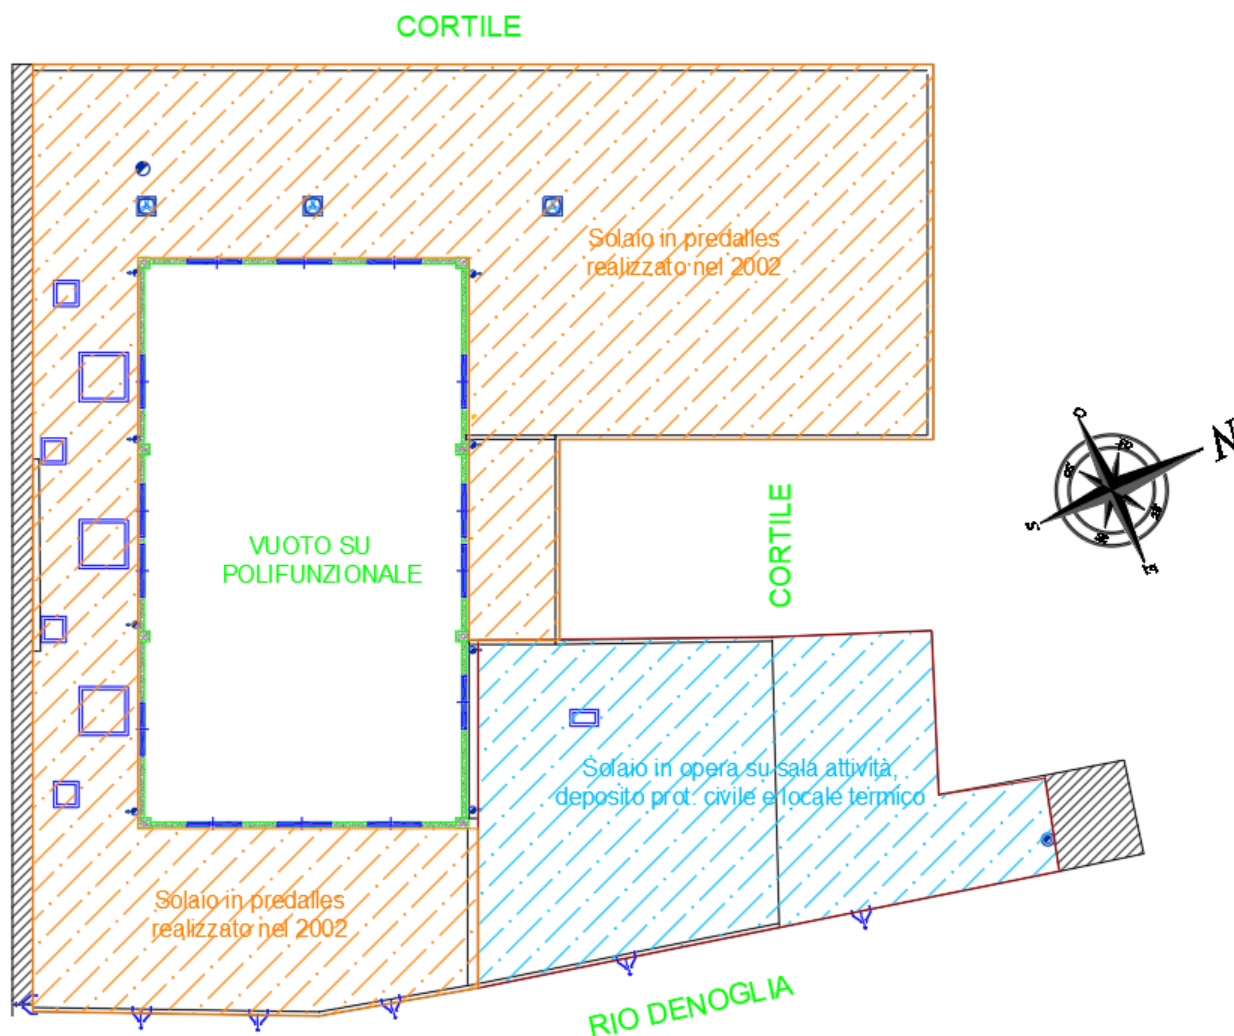 CORTILE
Solaio in predalles
realizzato nel 2002
N
O
S
E
VUOTO SU
POLIFUNZIONALE
CORTILE
Solaio in opera su sala attività,
deposito prot. civile e locale termico
Solaio in predalles
realizzato nel 2002
RIO DENOGLIA